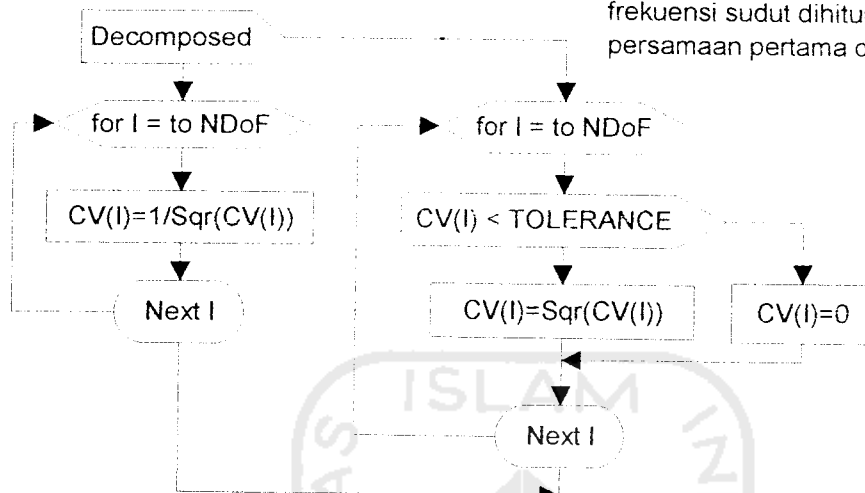 frekuensi sudut
persamaan pertama
Decomposed
for I = to NDoF
for I = to NDoF
CV(I)=1/Sqr(CV(I))
CV(I) < TOLERANCE
Next I
CV(I)=Sqr(CV(I))
CV(I)=0
ISLAM
Next I